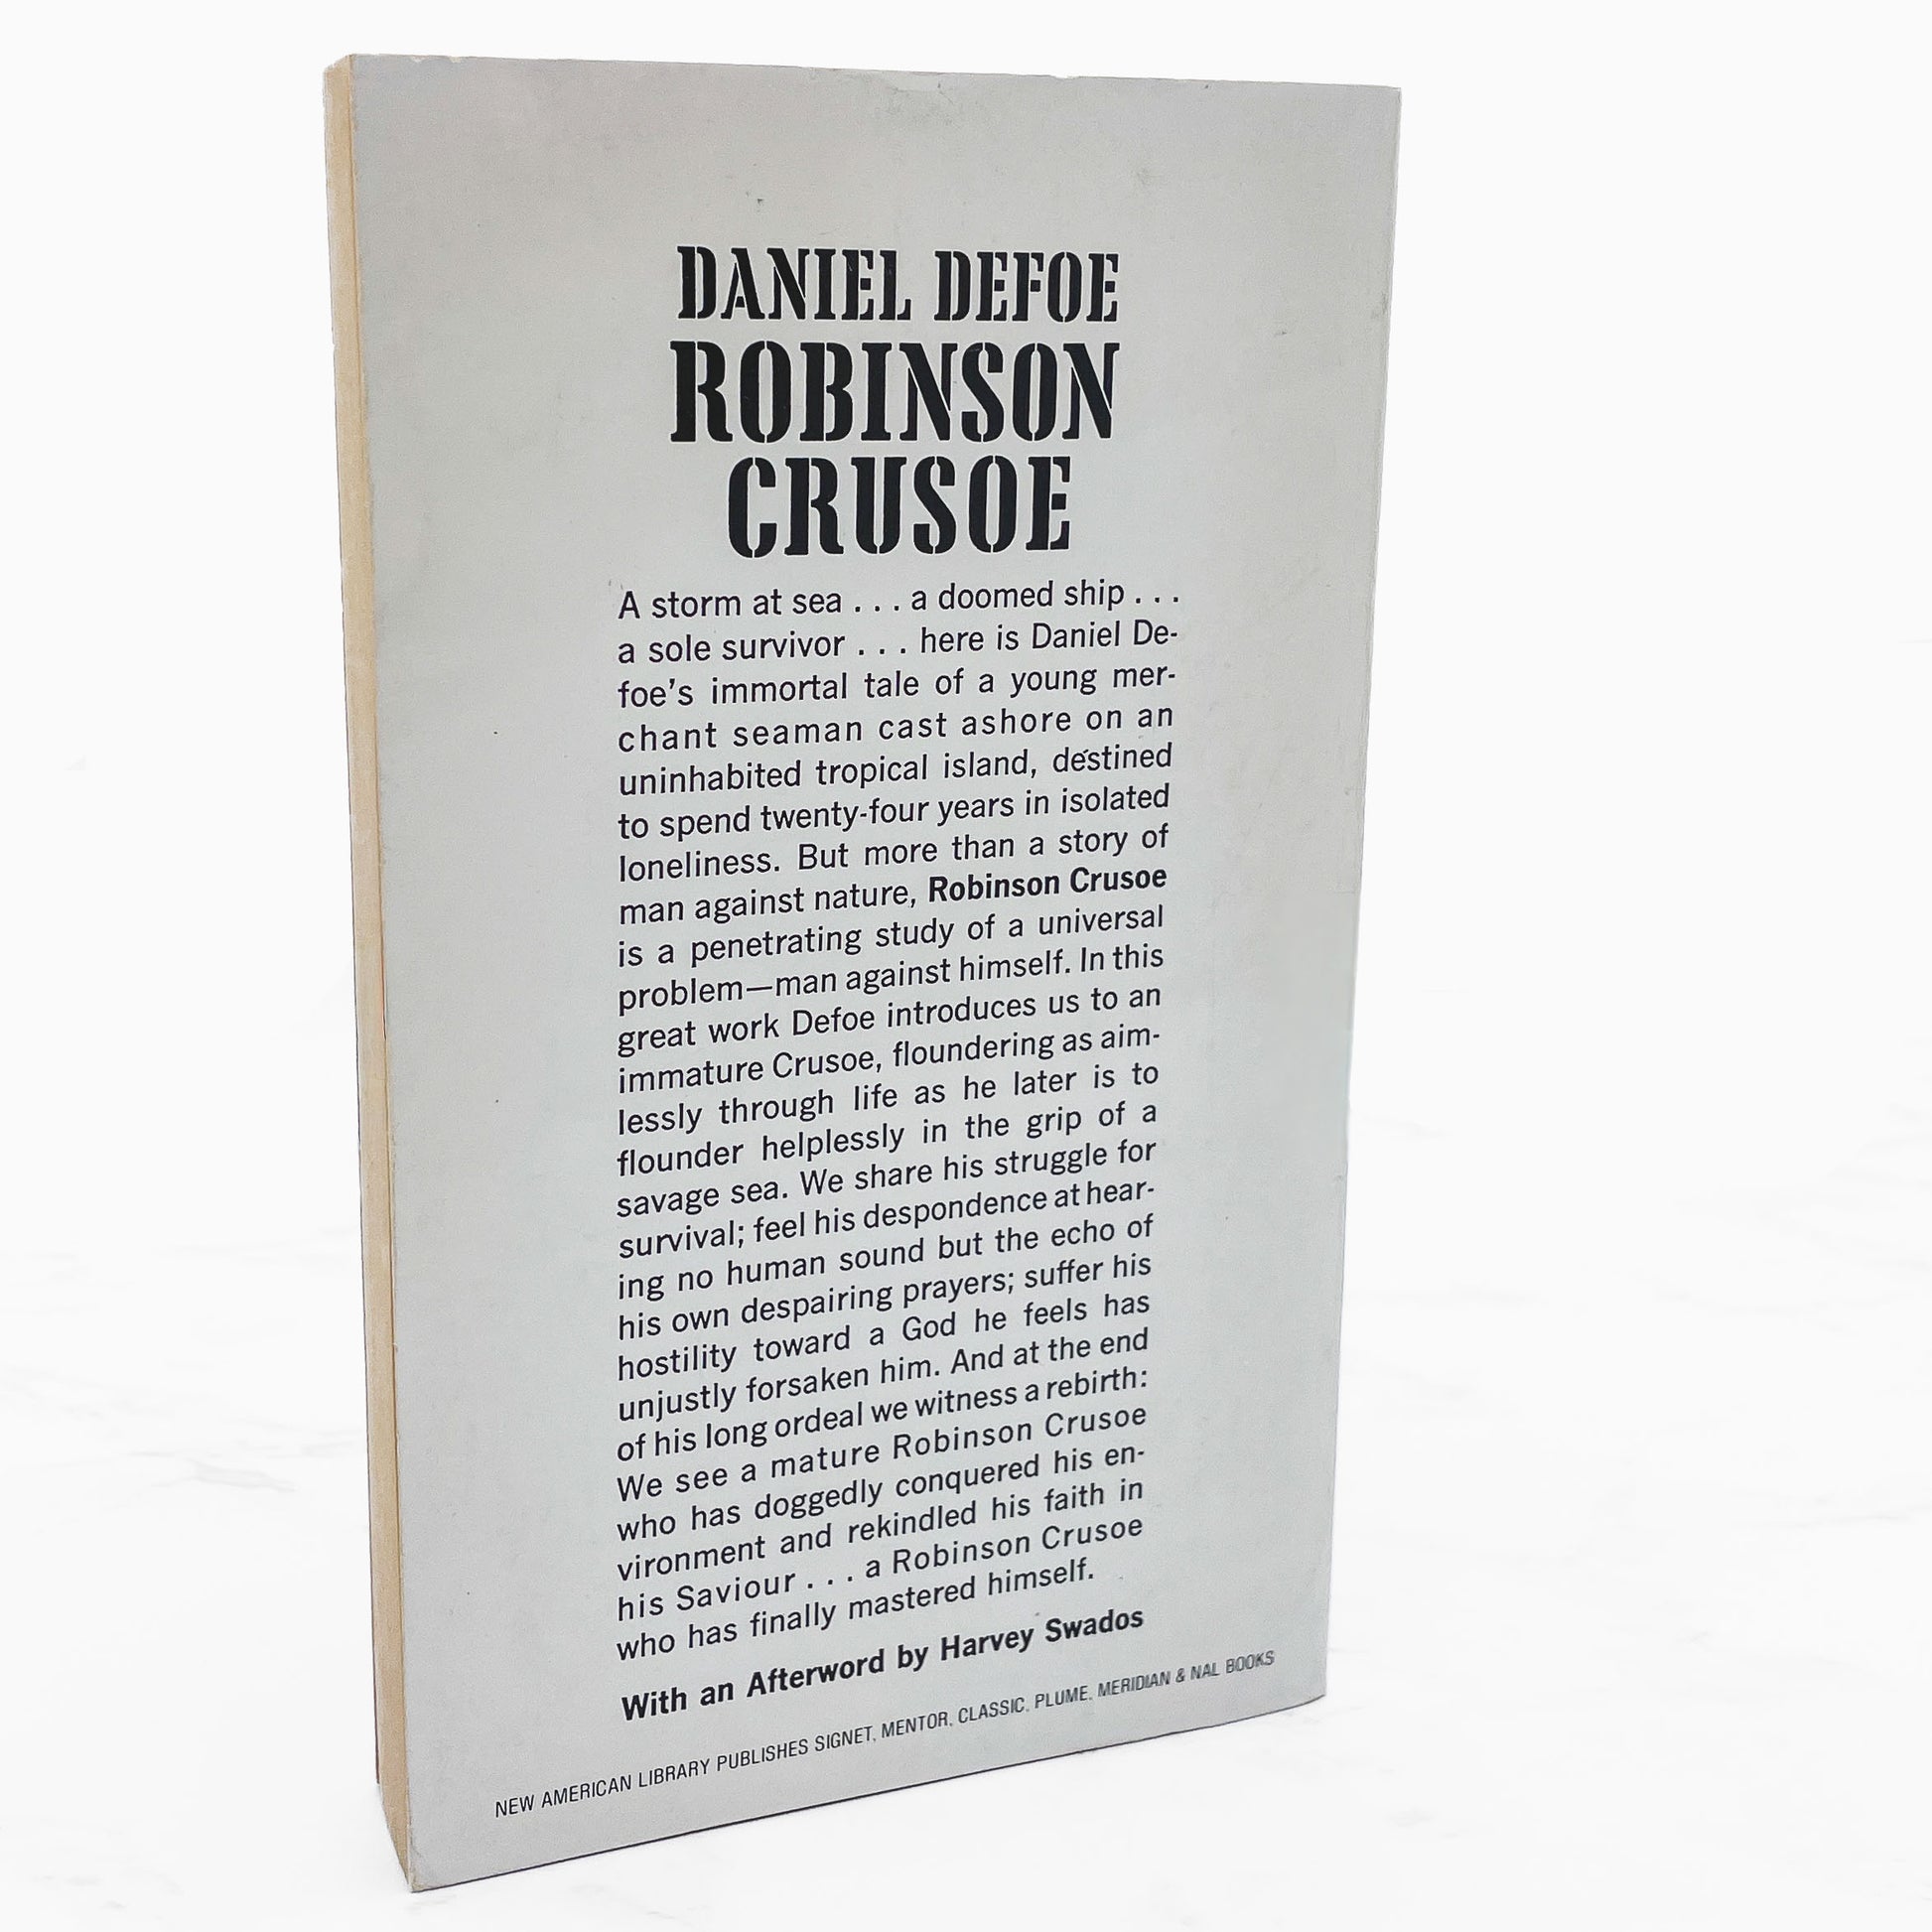 DANIEL DEFOE
ROBINSON
CRUSOE
A storm at sea . . . a doomed ship . . .
a sole survivor . . . here is Daniel De-
foe's immortal tale of a young mer-
chant seaman cast ashore on an
uninhabited tropical island, destined
to spend twenty-four years in isolated
loneliness. But more than a story of
man against nature, Robinson Crusoe
is a penetrating study of a universal
problem—man against himself. In this
great work Defoe introduces us to an
immature Crusoe, floundering as aim-
lessly through life as he later is to
flounder helplessly in the grip of a
savage sea. We share his struggle for
survival; feel his despondence at hear-
ing no human sound but the echo of
his own despairing prayers; suffer his
hostility toward a God he feels has
unjustly forsaken him. And at the end
of his long ordeal we witness a rebirth:
We see a mature Robinson Crusoe
who has doggedly conquered his en-
vironment and rekindled his faith in
his Saviour . . . a Robinson Crusoe
who has finally mastered himself.
With an Afterword by Harvey Swados
NEW AMERICAN LIBRARY PUBLISHES SIGNET, MENTOR, CLASSIC, PLUME, MERIDIAN & NAL BOOKS